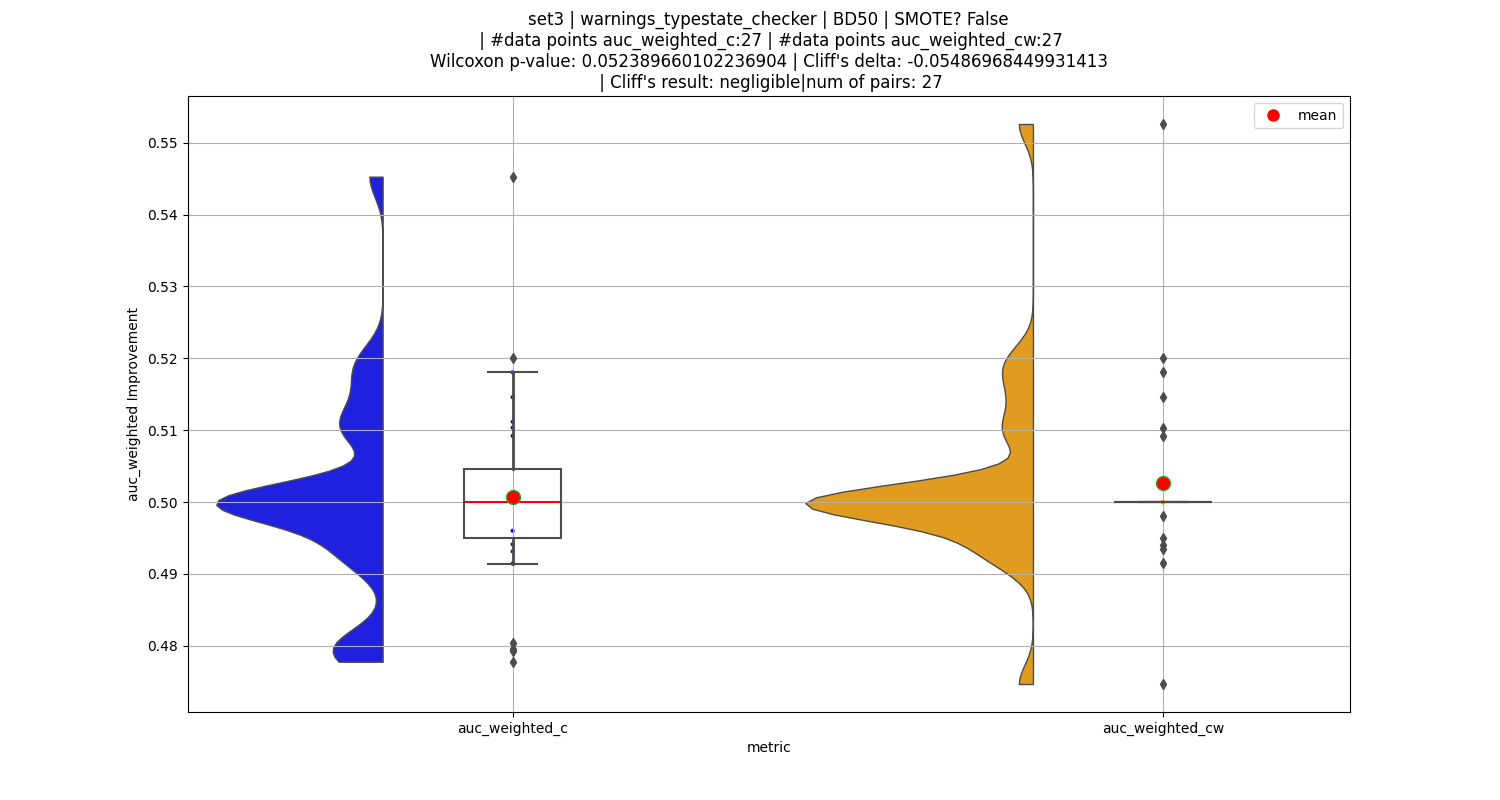 set3 | warnings_typestate_checker | BD50 | SMOTE? False
| #data points auc_weighted_c:27 | #data points auc_weighted_cw:27
Wilcoxon p-value: 0.052389660102236904 | Cliff's delta: -0.05486968449931413
| Cliff's result: negligible|num of pairs: 27
mean
0.55
0.54
0.53
0.52
0.51
0.50
0.49
0.48
auc_weighted Improvement
auc_weighted_c
auc_weighted_cw
metric